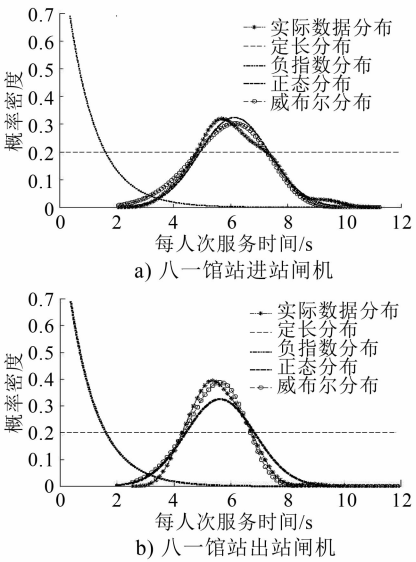 0.7
0.6
0.5
0.4
0.3
0.2
0.1
0
概率密度
实际数据分布
定长分布
负指数分布
正态分布
威布尔分布
0 2 4 6 8 10 12
每人次服务时间/s
a) 八一馆站进站闸机
0.7
0.6
0.5
0.4
0.3
0.2
0.1
0
概率密度
实际数据分布
定长分布
负指数分布
正态分布
威布尔分布
0 2 4 6 8 10 12
每人次服务时间/s
b) 八一馆站出站闸机